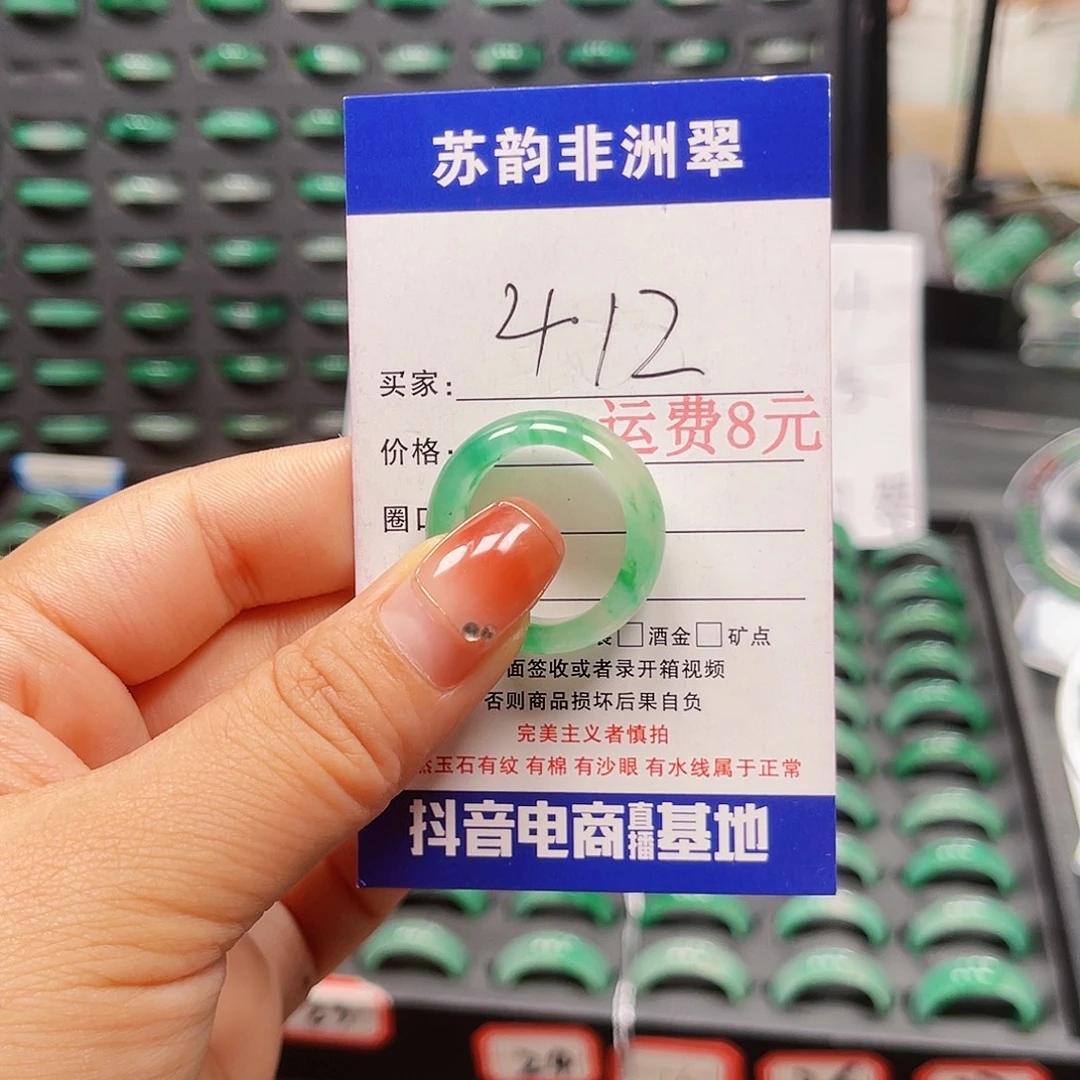 苏韵非洲翠
412
买家:
运费8元
价格
圈口
酒金 矿点
面签收或者录开箱视频
否则商品损坏后果自负
完美主义者慎拍
玉石有纹 有棉 有沙眼 有水线属于正常
抖音电商直播基地